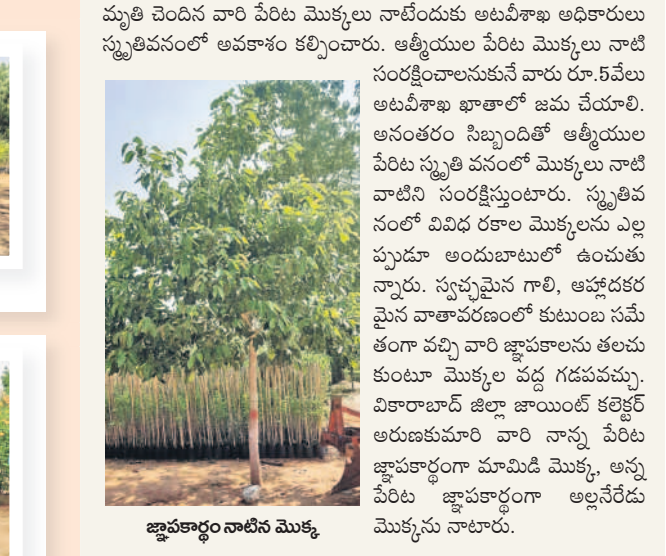 మృతి చెందిన వారి పేరిట మొక్కలు నాటేందుకు అటవీశాఖ అధికారులు
స్మృతివనంలో అవకాశం కల్పించారు. ఆత్మీయుల పేరిట మొక్కలు నాటి
సంరక్షించాలనుకునే వారు రూ.5వేలు
అటవీశాఖ ఖాతాలో జమ చేయాలి.
అనంతరం సిబ్బందితో ఆత్మీయుల
పేరిట స్మృతి వనంలో మొక్కలు నాటి
వాటిని సంరక్షిస్తుంటారు. స్మృతివ
నంలో వివిధ రకాల మొక్కలను ఎల్ల
ప్పుడూ అందుబాటులో ఉంచుతు
న్నారు. స్వచ్ఛమైన గాలి, ఆహ్లాదకర
మైన వాతావరణంలో కుటుంబ సమే
తంగా వచ్చి వారి జ్ఞాపకాలను తలచు
కుంటూ మొక్కల వద్ద గడపవచ్చు.
వికారాబాద్ జిల్లా జాయింట్ కలెక్టర్
అరుణకుమారి వారి నాన్న పేరిట
జ్ఞాపకార్థంగా మామిడి మొక్క, అన్న
పేరిట జ్ఞాపకార్థంగా అల్లనేరేడు
మొక్కను నాటారు.
జ్ఞాపకార్థం నాటిన మొక్క